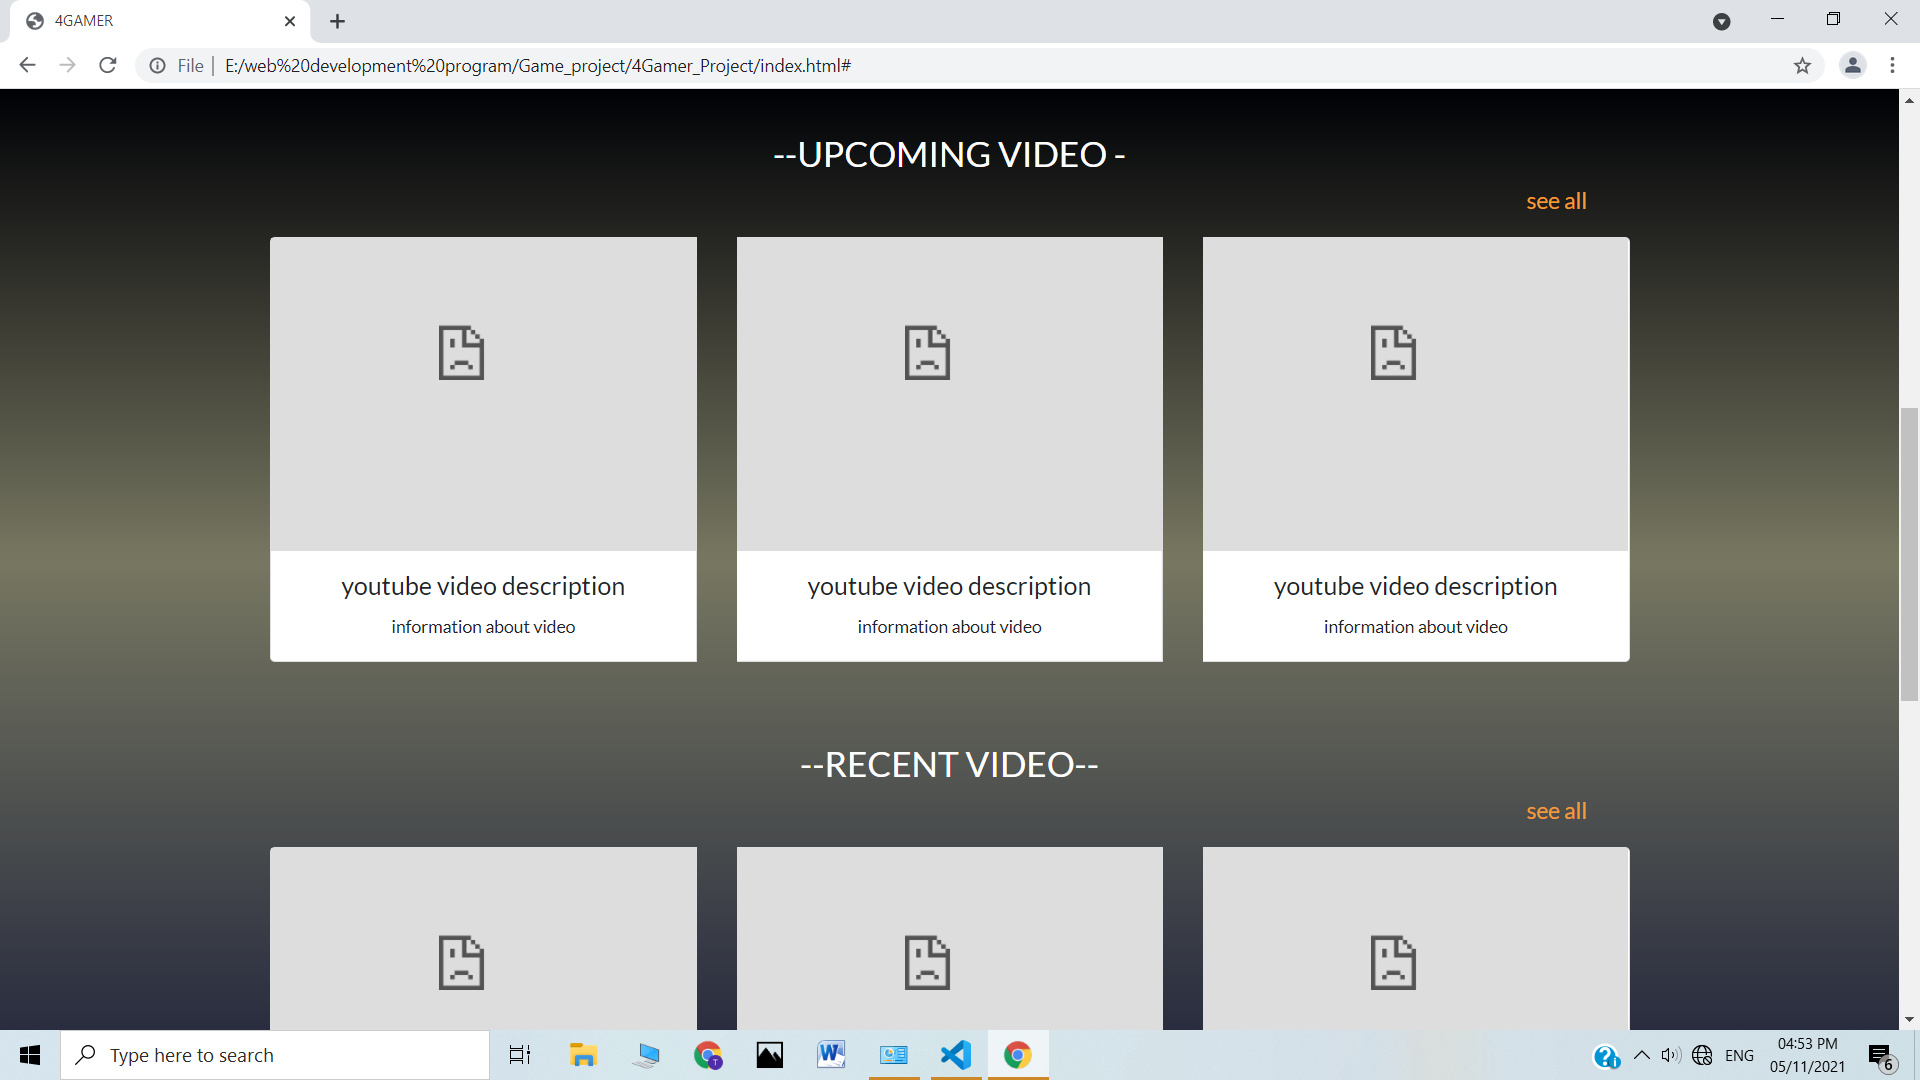 4GAMER
File | E:/web%20development%20program/Game_project/4Gamer_Project/index.html#
--UPCOMING VIDEO -
see all
youtube video description
information about video
youtube video description
information about video
youtube video description
information about video
--RECENT VIDEO--
see all
Type here to search
T
W
ENG
04:53 PM
05/11/2021
6